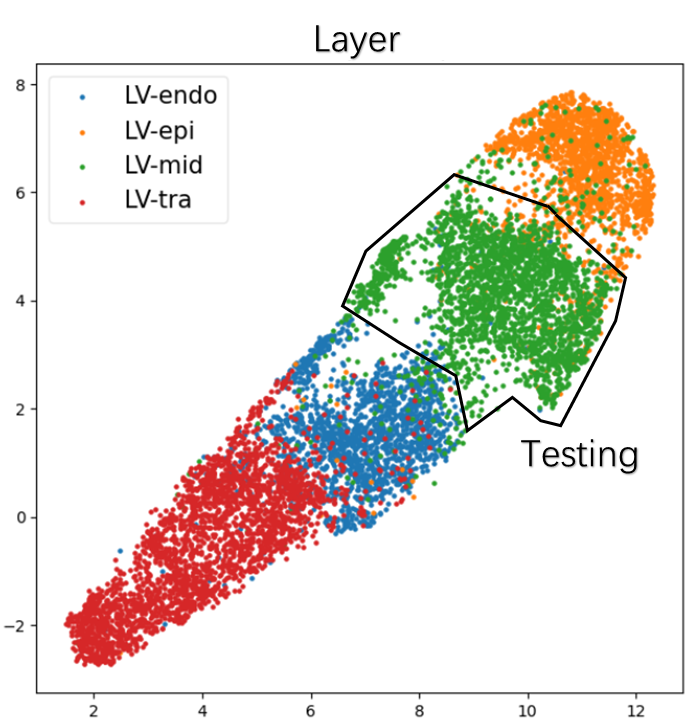 Layer
LV-endo
LV-epi
LV-mid
LV-tra
Testing
8
6
4
2
0
−2
2 4 6 8 10 12